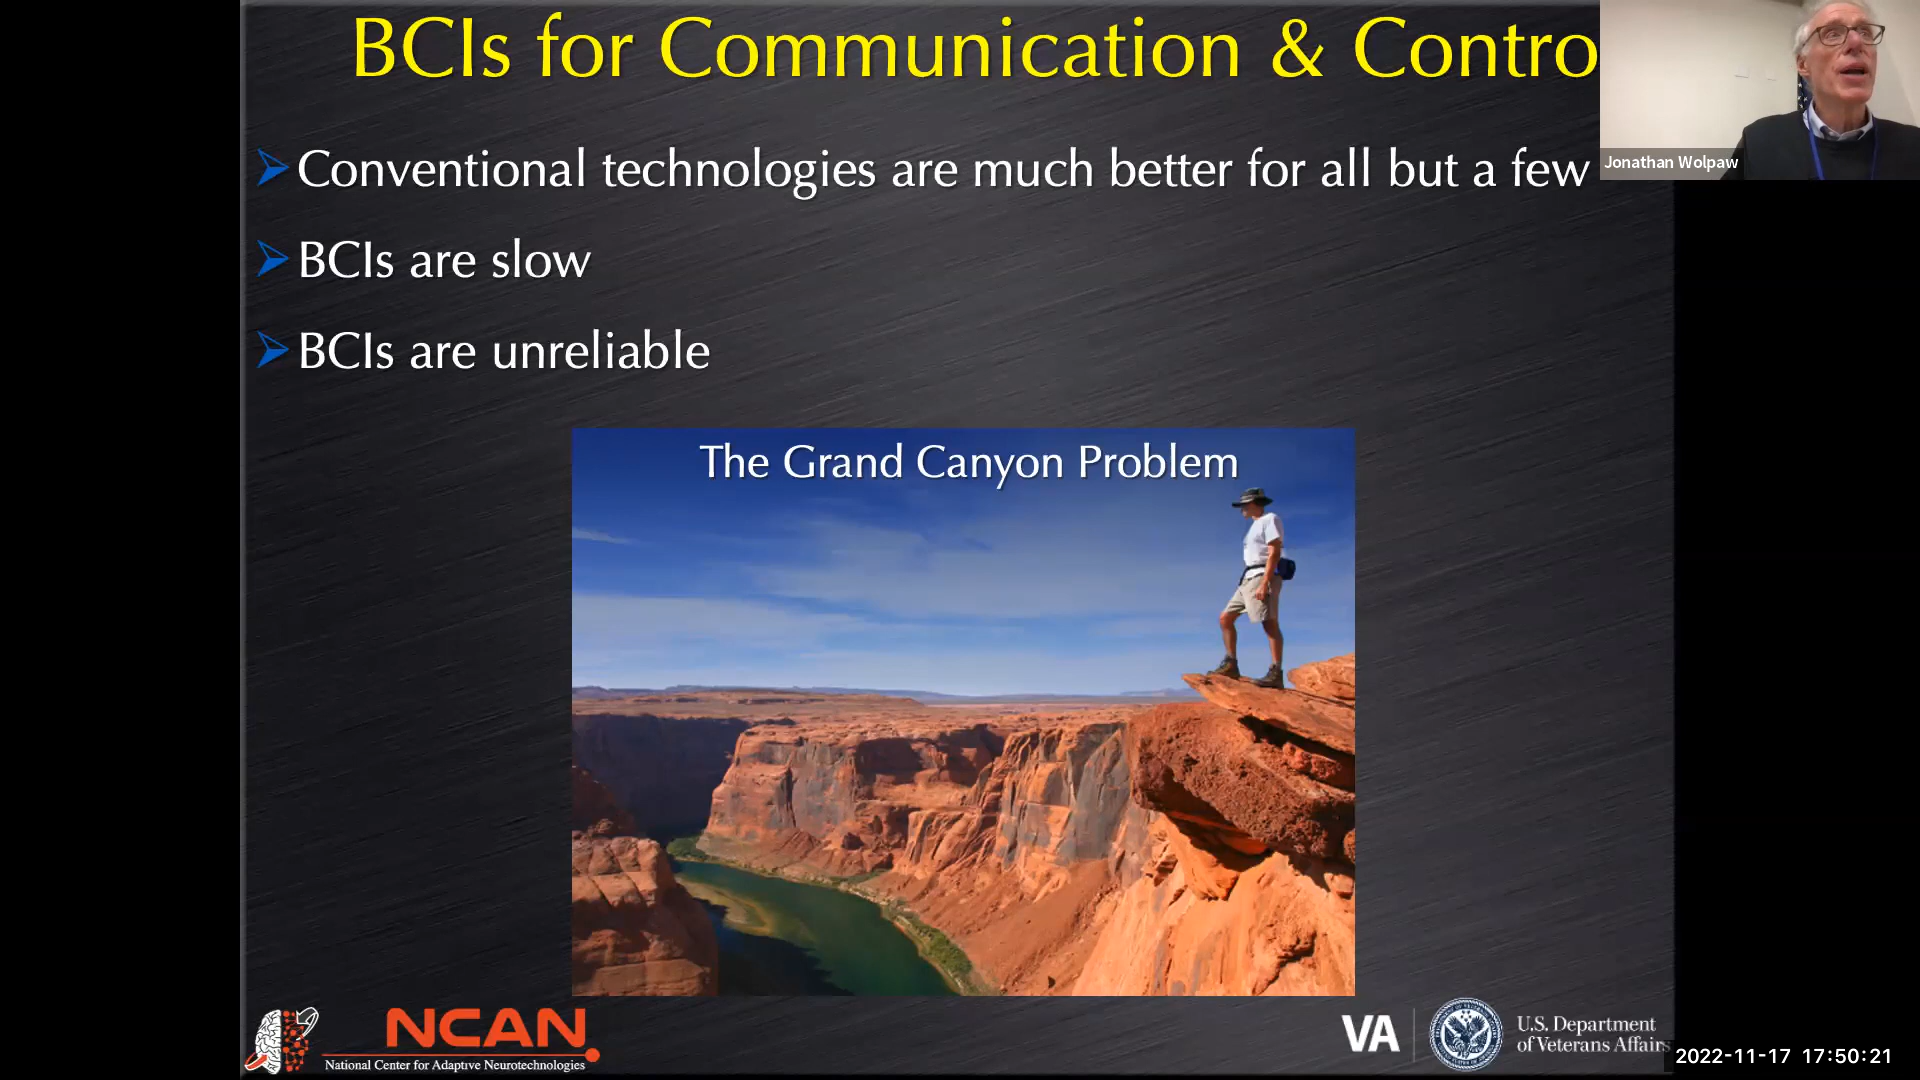 BCIs for Communication & Contro
Jonathan Wolpaw
Conventional technologies are much better for all but a few
BCIs are slow
BCIs are unreliable
The Grand Canyon Problem
NCAN
National Center for Adaptive Neurotechnologies
VA
U.S. Department
of Veterans Affairs
2022-11-17 17:50:21